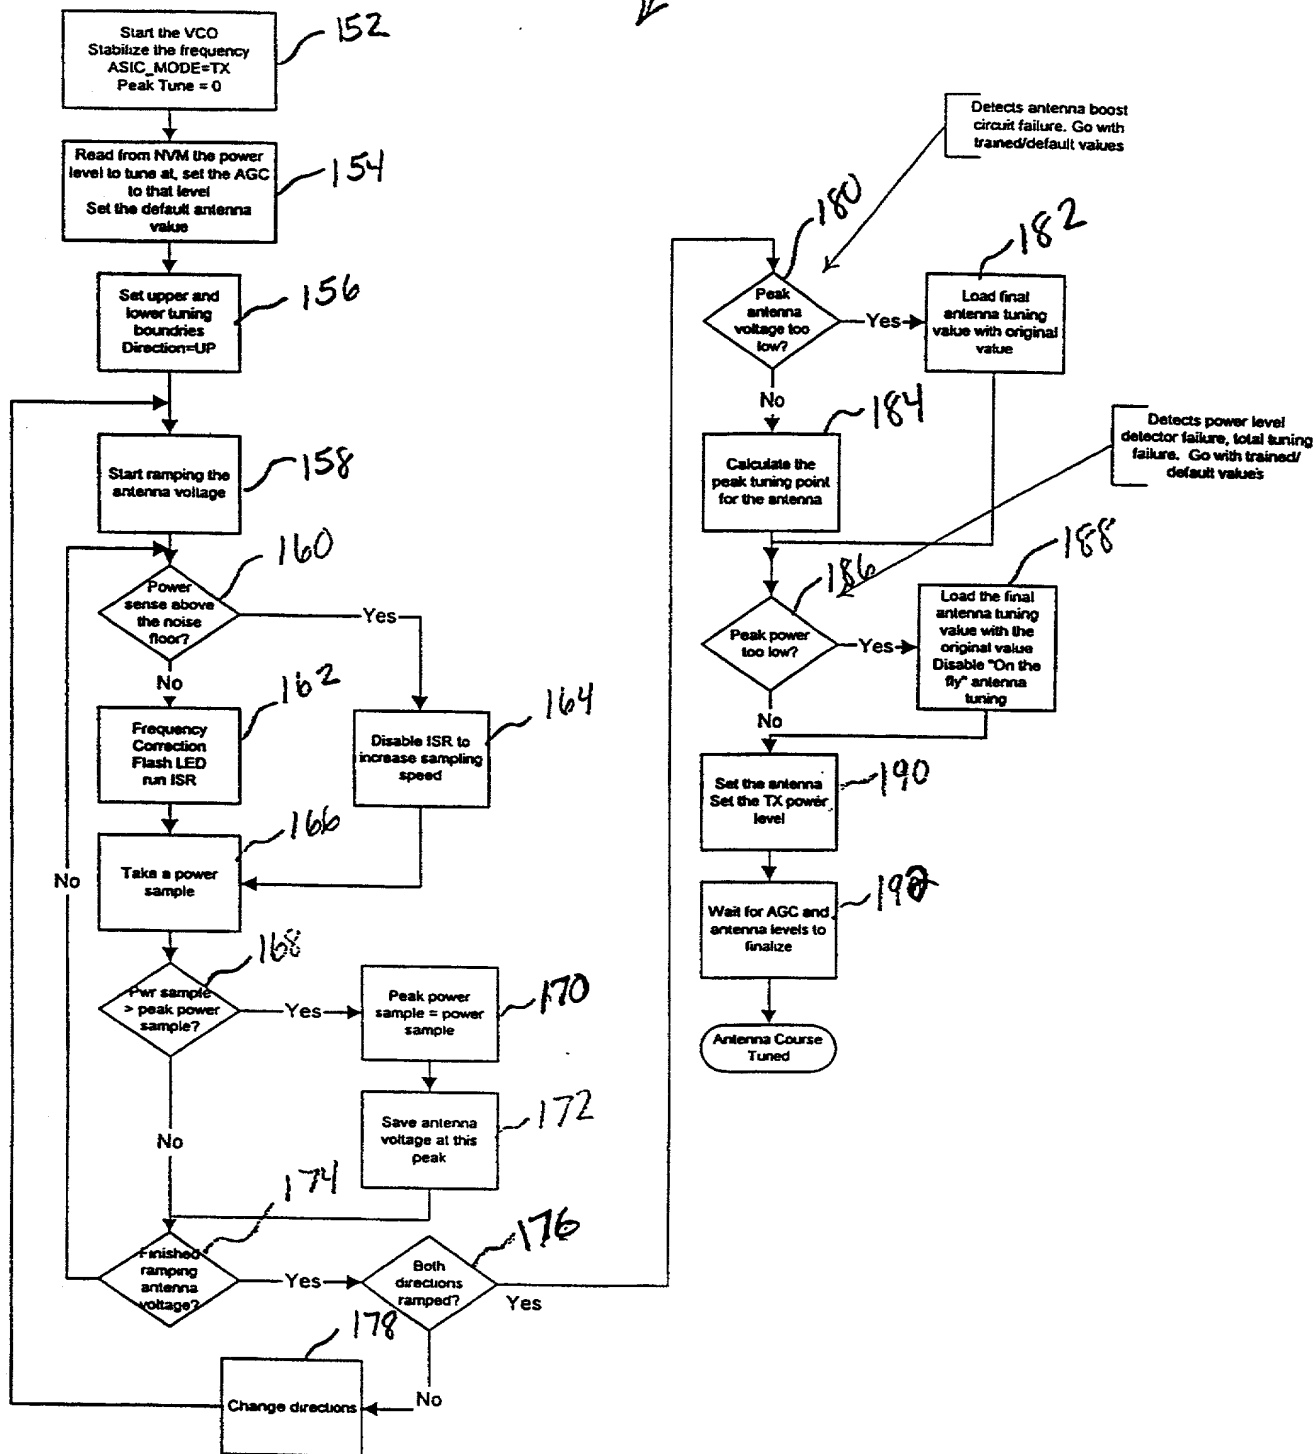 Start the VCO
Stabilize the frequency
ASIC_MODE=TX
Peak Tune = 0
152
Read from NVM the power
level to tune at, set the AGC
to that level
Set the default antenna
value
154
Set upper and
lower tuning
boundries
Direction=UP
156
Start ramping the
antenna voltage
158
Power
sense above
the noise
floor?
160
Yes
No
Frequency
Correction
Flash LED
run ISR
162
Disable ISR to
increase sampling
speed
164
Take a power
sample
166
No
Pwr sample
> peak power
sample?
168
Yes
Peak power
sample = power
sample
170
Save antenna
voltage at this
peak
172
No
Finished
ramping
antenna
voltage?
174
Yes
Both
directions
ramped?
176
Yes
No
Change directions
178
Detects antenna boost
circuit failure. Go with
trained/default values
Peak
antenna
voltage too
low?
180
Yes
Load final
antenna tuning
value with original
value
182
No
Calculate the
peak tuning point
for the antenna
184
Detects power level
detector failure, total tuning
failure. Go with trained/
default values
Peak power
too low?
186
Yes
Load the final
antenna tuning
value with the
original value
Disable "On the
fly" antenna
tuning
188
No
Set the antenna
Set the TX power
level
190
Wait for AGC and
antenna levels to
finalize
192
Antenna Course
Tuned